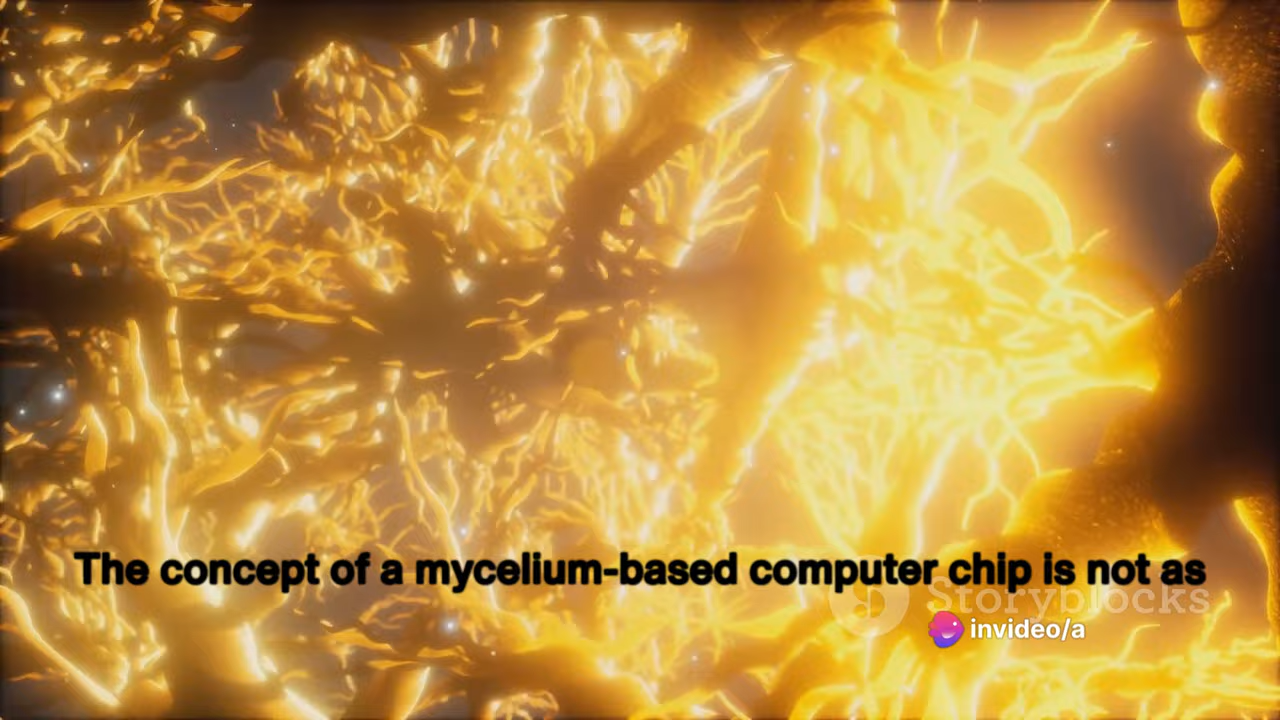 The concept of a mycelium-based computer chip is not as
Storyblocks
invideo/a